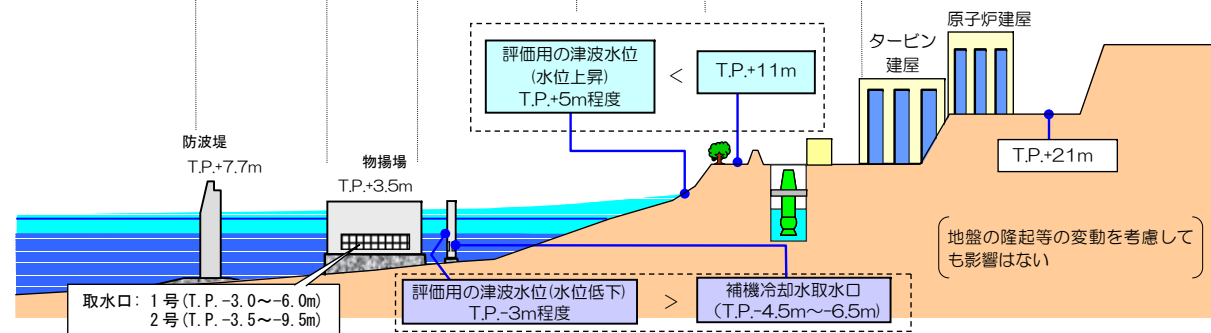 原子炉建屋
タービン
建屋
評価用の津波水位
(水位上昇)
T.P.+5m程度
<
T.P.+11m
防波堤
T.P.+7.7m
物揚場
T.P.+3.5m
T.P.+21m
地盤の隆起等の変動を考慮して
も影響はない
取水口: 1号(T.P.-3.0～-6.0m)
2号(T.P.-3.5～-9.5m)
評価用の津波水位(水位低下)
T.P.-3m程度
>
補機冷却水取水口
(T.P.-4.5m～-6.5m)